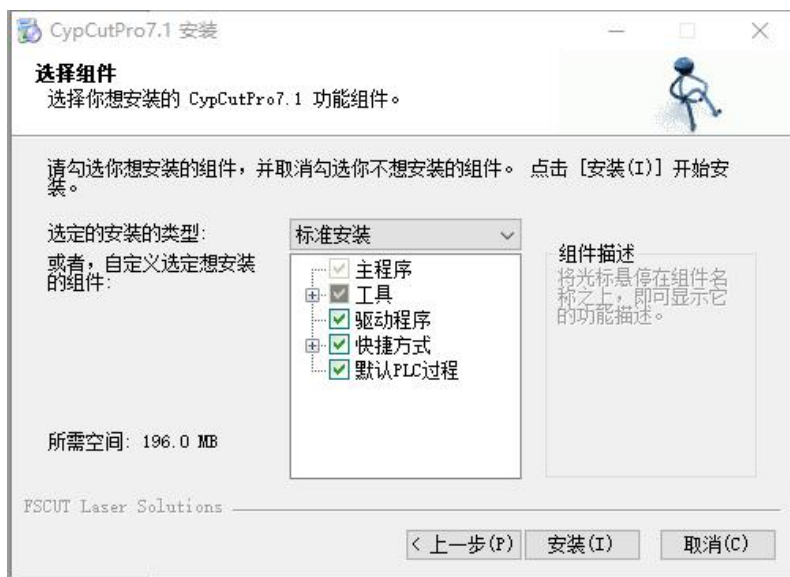 CypCutPro7.1 安装
选择组件
选择你想安装的 CypCutPro7.1 功能组件。
请勾选你想安装的组件，并取消勾选你不想安装的组件。 点击 [安装(I)] 开始安
装。
选定的安装的类型:
标准安装
或者，自定义选定想安装
的组件:
主程序
工具
驱动程序
快捷方式
默认PLC过程
组件描述
将光标悬停在组件名
称之上，即可显示它
的功能描述。
所需空间: 196.0 MB
FSCUT Laser Solutions
< 上一步(P)
安装(I)
取消(C)